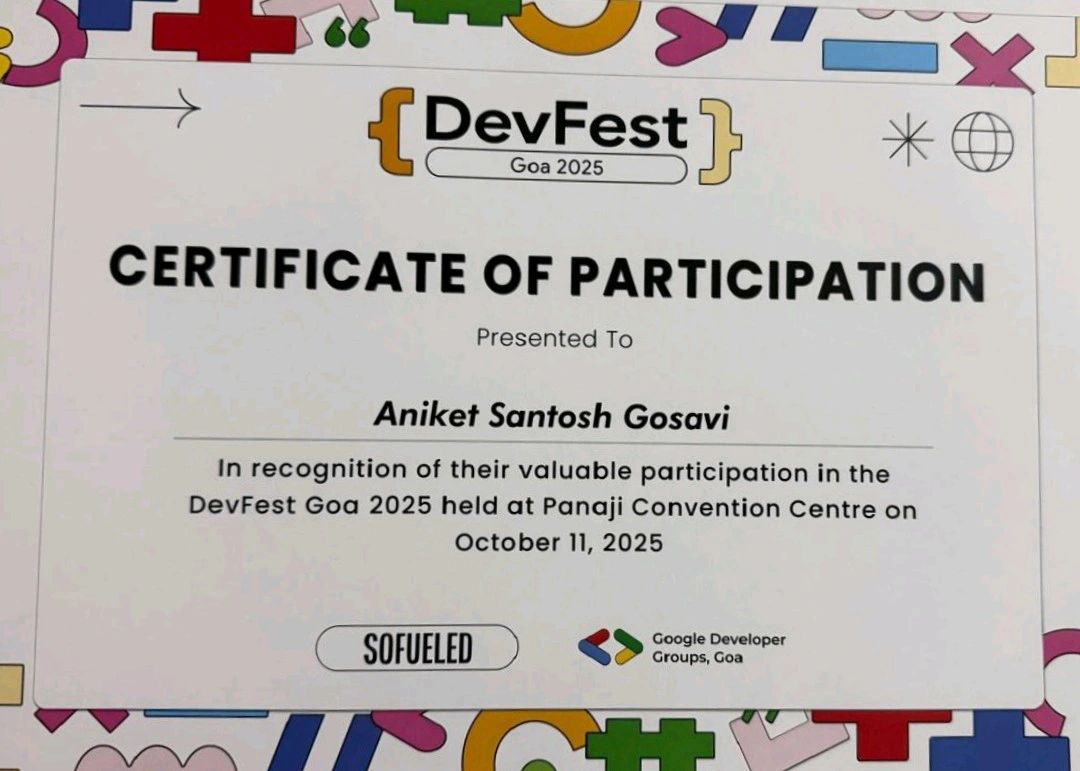 DevFest
Goa 2025
CERTIFICATE OF PARTICIPATION
Presented To
Aniket Santosh Gosavi
In recognition of their valuable participation in the
DevFest Goa 2025 held at Panaji Convention Centre on
October 11, 2025
SOFUELED
Google Developer
Groups, Goa